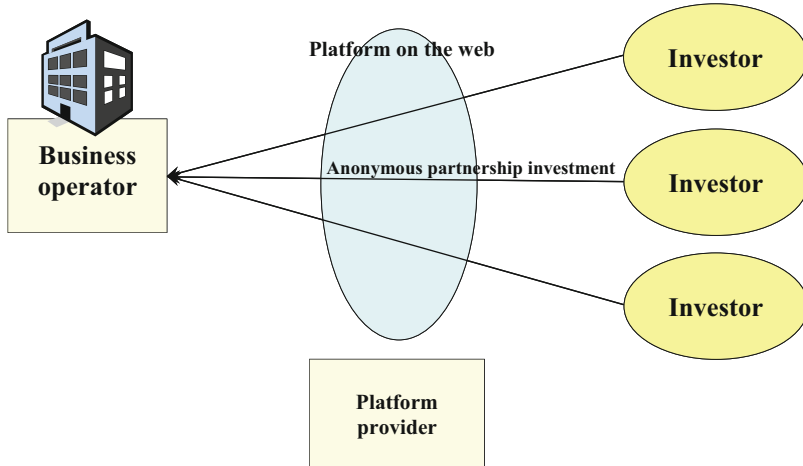 Platform on the web
Investor
Business
operator
Anonymous partnership investment
Investor
Investor
Platform
provider